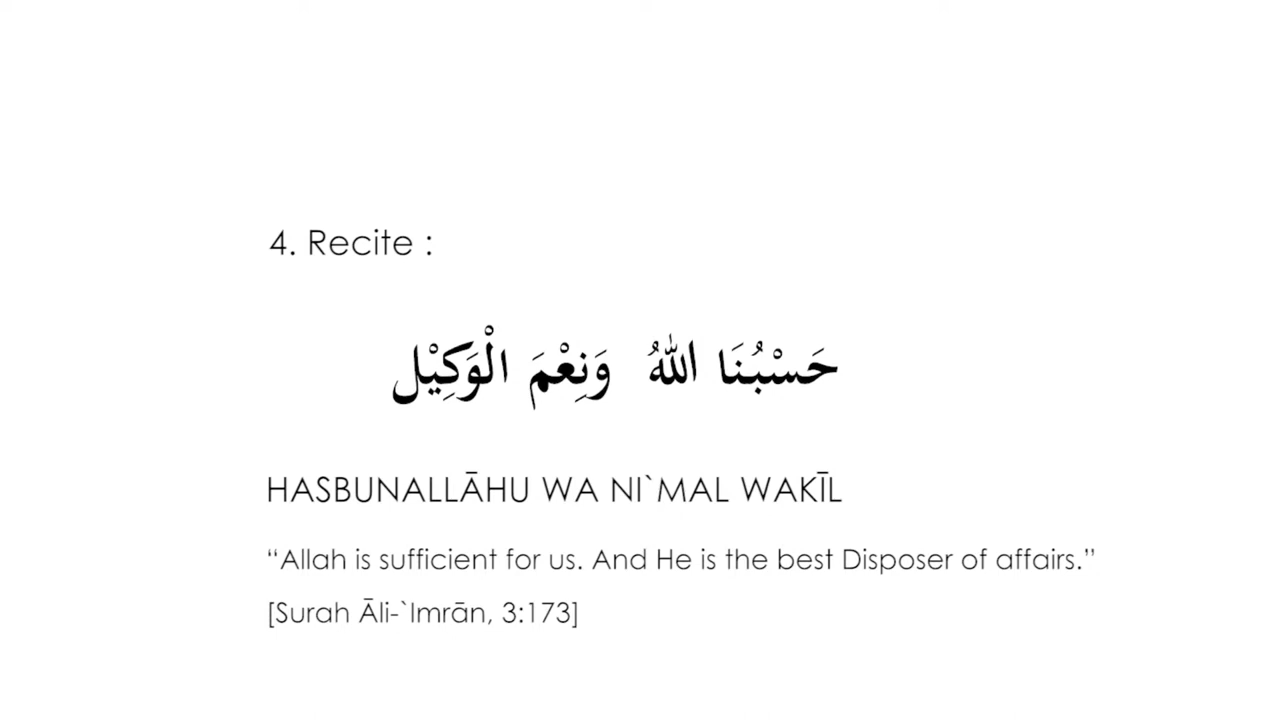 4. Recite :
حَسْبُنَا اللّٰهُ وَنِعْمَ الْوَكِيْل
HASBUNALLĀHU WA NI`MAL WAKĪL
“Allah is sufficient for us. And He is the best Disposer of affairs.”
[Surah Āli-`Imrān, 3:173]